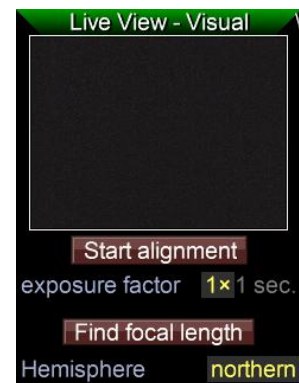 Live View - Visual
Start alignment
exposure factor 1× 1 sec.
Find focal length
Hemisphere northern